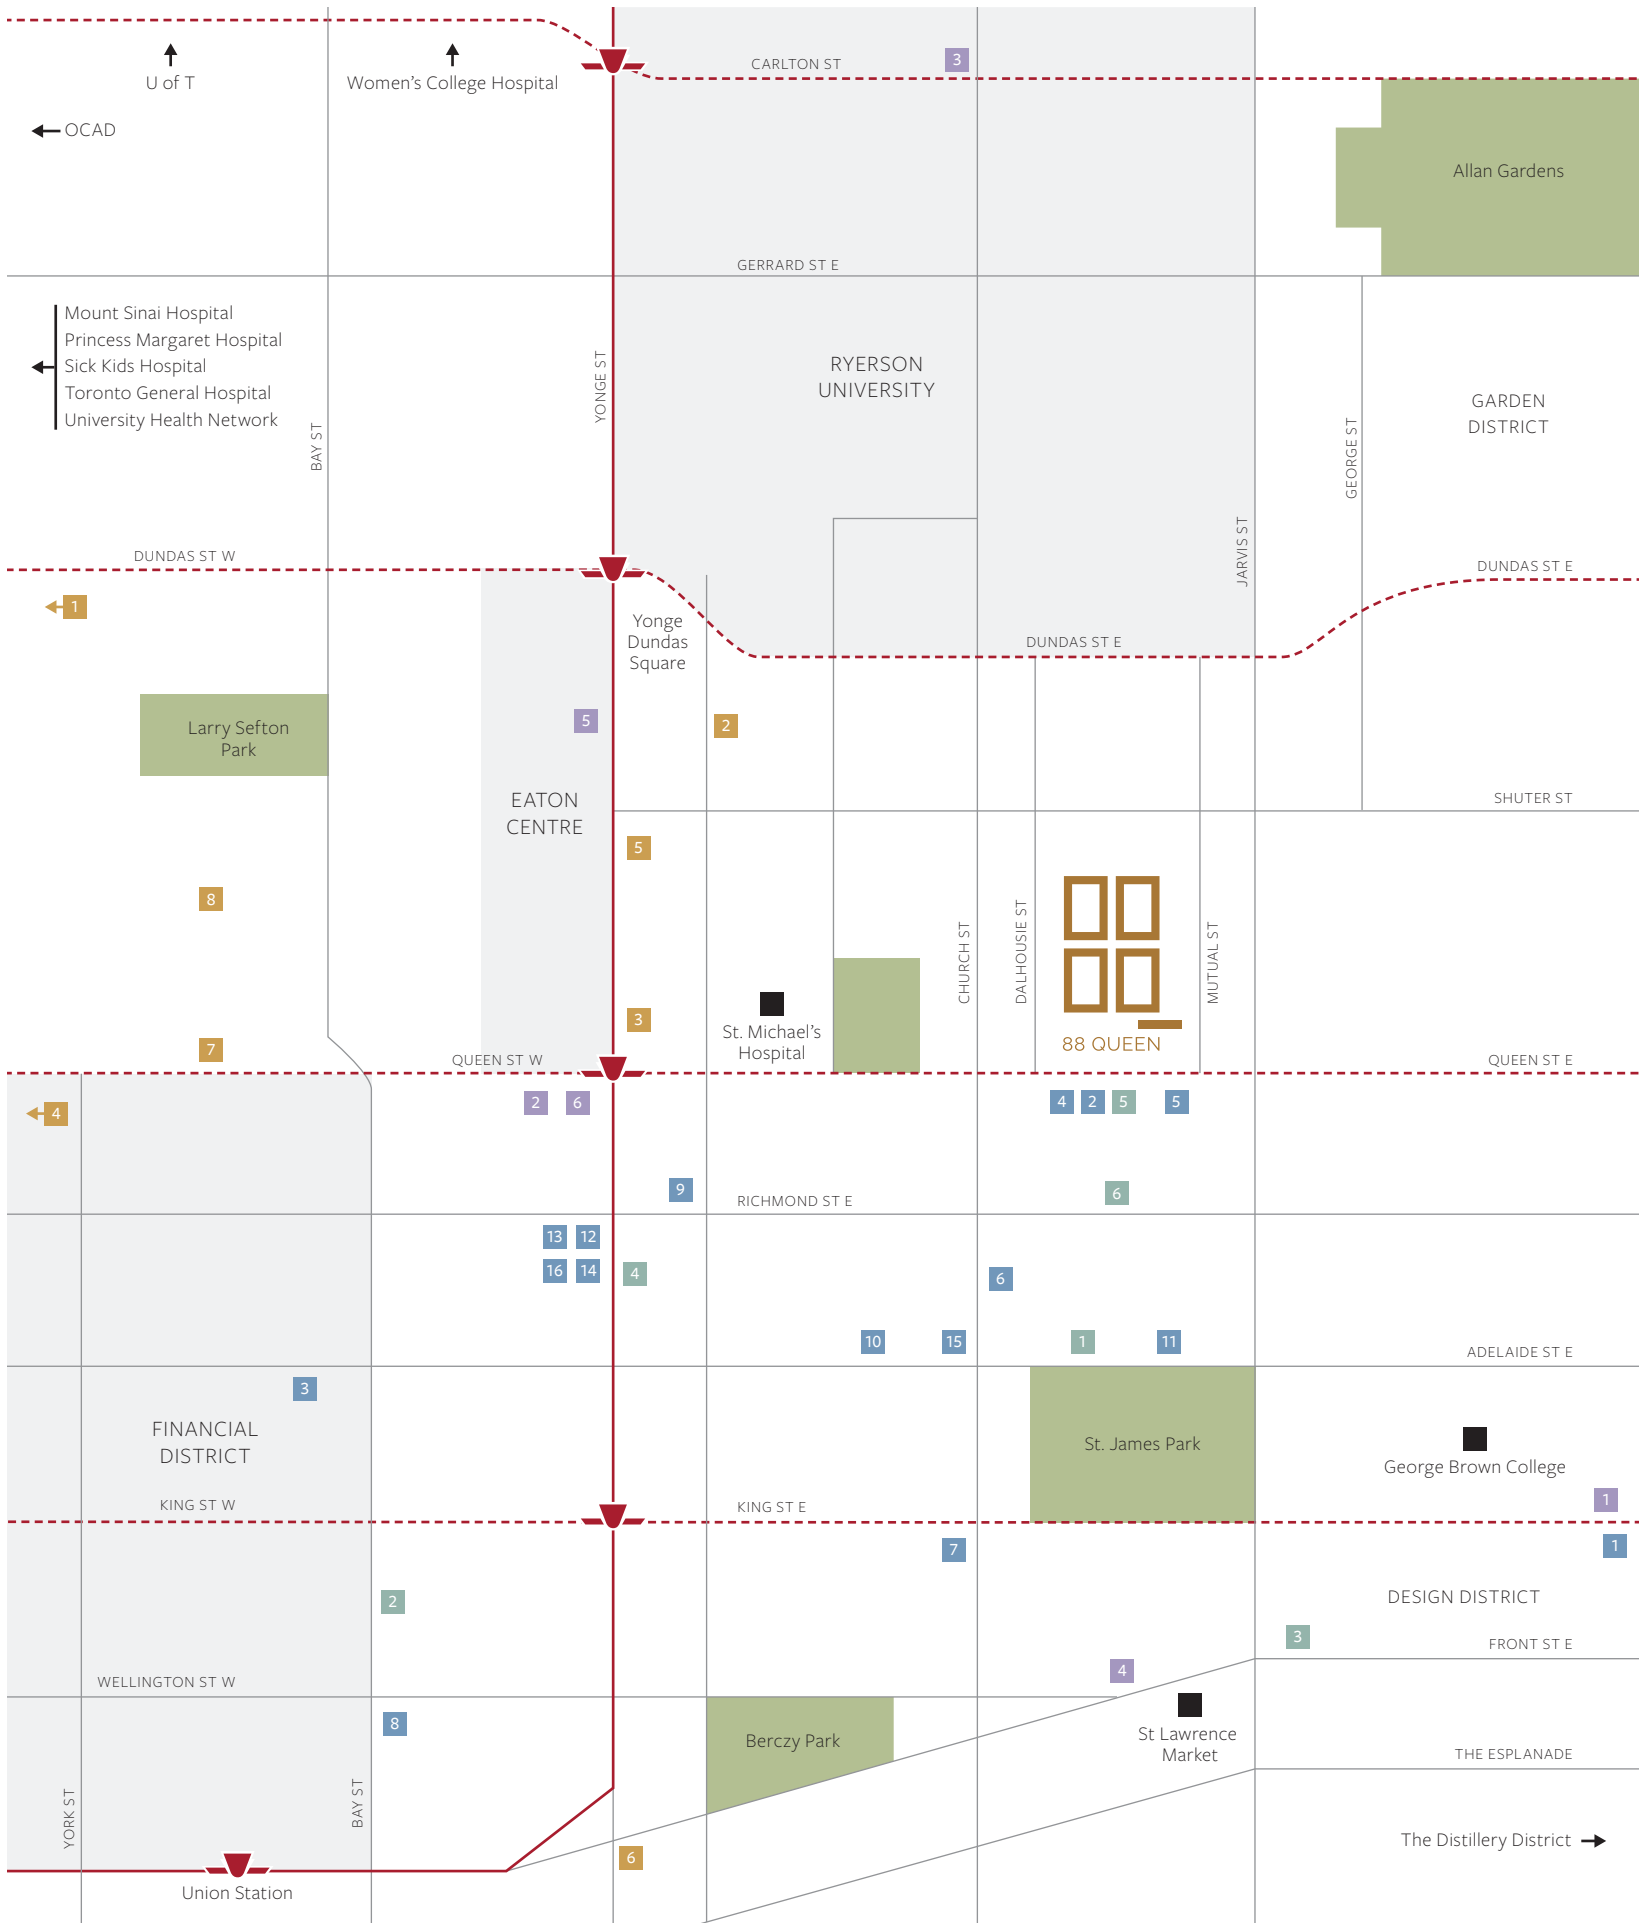 CARLTON ST
3
U of T
Women's College Hospital
OCAD
Allan Gardens
GERRARD ST E
Mount Sinai Hospital
Princess Margaret Hospital
Sick Kids Hospital
Toronto General Hospital
University Health Network
BAY ST
YONGE ST
RYERSON
UNIVERSITY
GARDEN
DISTRICT
GEORGE ST
JARVIS ST
DUNDAS ST W
DUNDAS ST E
1
Yonge
Dundas
Square
DUNDAS ST E
Larry Sefton
Park
5
2
EATON
CENTRE
SHUTER ST
5
8
CHURCH ST
DALHOUSIE ST
MUTUAL ST
3
St. Michael's
Hospital
7
88 QUEEN
QUEEN ST W
QUEEN ST E
4
2
6
4
2
5
5
9
6
RICHMOND ST E
13
12
16
14
4
6
10
15
1
11
ADELAIDE ST E
3
FINANCIAL
DISTRICT
St. James Park
George Brown College
KING ST W
KING ST E
1
7
1
2
DESIGN DISTRICT
3
FRONT ST E
4
WELLINGTON ST W
8
Berczy Park
St Lawrence
Market
THE ESPLANADE
YORK ST
BAY ST
The Distillery District
6
Union Station